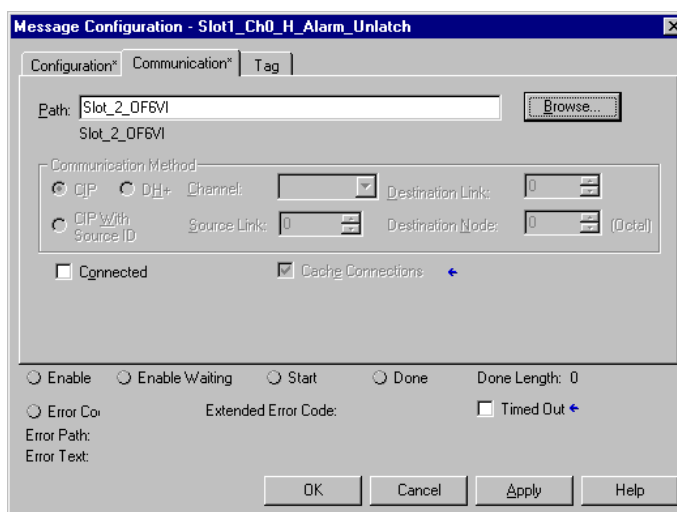 Message Configuration - Slot1_Ch0_H_Alarm_Unlatch
Configuration* Communication* Tag
Path: Slot_2_OF6VI Browse...
Slot_2_OF6VI
Communication Method
CIP DH+ Channel: Destination Link: 0
CIP With Source ID Source Link: 0 Destination Node: 0 (Octal)
Connected Cache Connections
Enable Enable Waiting Start Done Done Length: 0
Error Co Extended Error Code: Timed Out
Error Path:
Error Text:
OK Cancel Apply Help